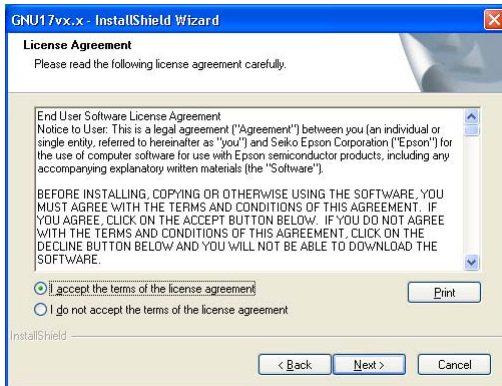 GNU17vx.x - InstallShield Wizard
License Agreement
Please read the following license agreement carefully.
End User Software License Agreement
Notice to User: This is a legal agreement ("Agreement") between you (an individual or
single entity, referred to hereinafter as "you") and Seiko Epson Corporation ("Epson") for
the use of computer software for use with Epson semiconductor products, including any
accompanying explanatory written materials (the "Software").
BEFORE INSTALLING, COPYING OR OTHERWISE USING THE SOFTWARE, YOU
MUST AGREE WITH THE TERMS AND CONDITIONS OF THIS AGREEMENT. IF
YOU AGREE, CLICK ON THE ACCEPT BUTTON BELOW. IF YOU DO NOT AGREE
WITH THE TERMS AND CONDITIONS OF THIS AGREEMENT, CLICK ON THE
DECLINE BUTTON BELOW AND YOU WILL NOT BE ABLE TO DOWNLOAD THE
SOFTWARE.
I accept the terms of the license agreement
Print
I do not accept the terms of the license agreement
InstallShield
< Back Next > Cancel